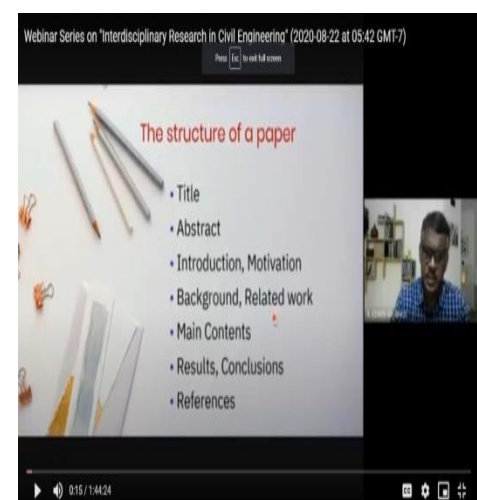 Webinar Series on "Interdisciplinary Research in Civil Engineering" (2020-08-22 at 05:42 GMT-7)
Press Esc to exit full screen
The structure of a paper
• Title
• Abstract
• Introduction, Motivation
• Background, Related work
• Main Contents
• Results, Conclusions
• References
0:15 / 1:44:24
CC